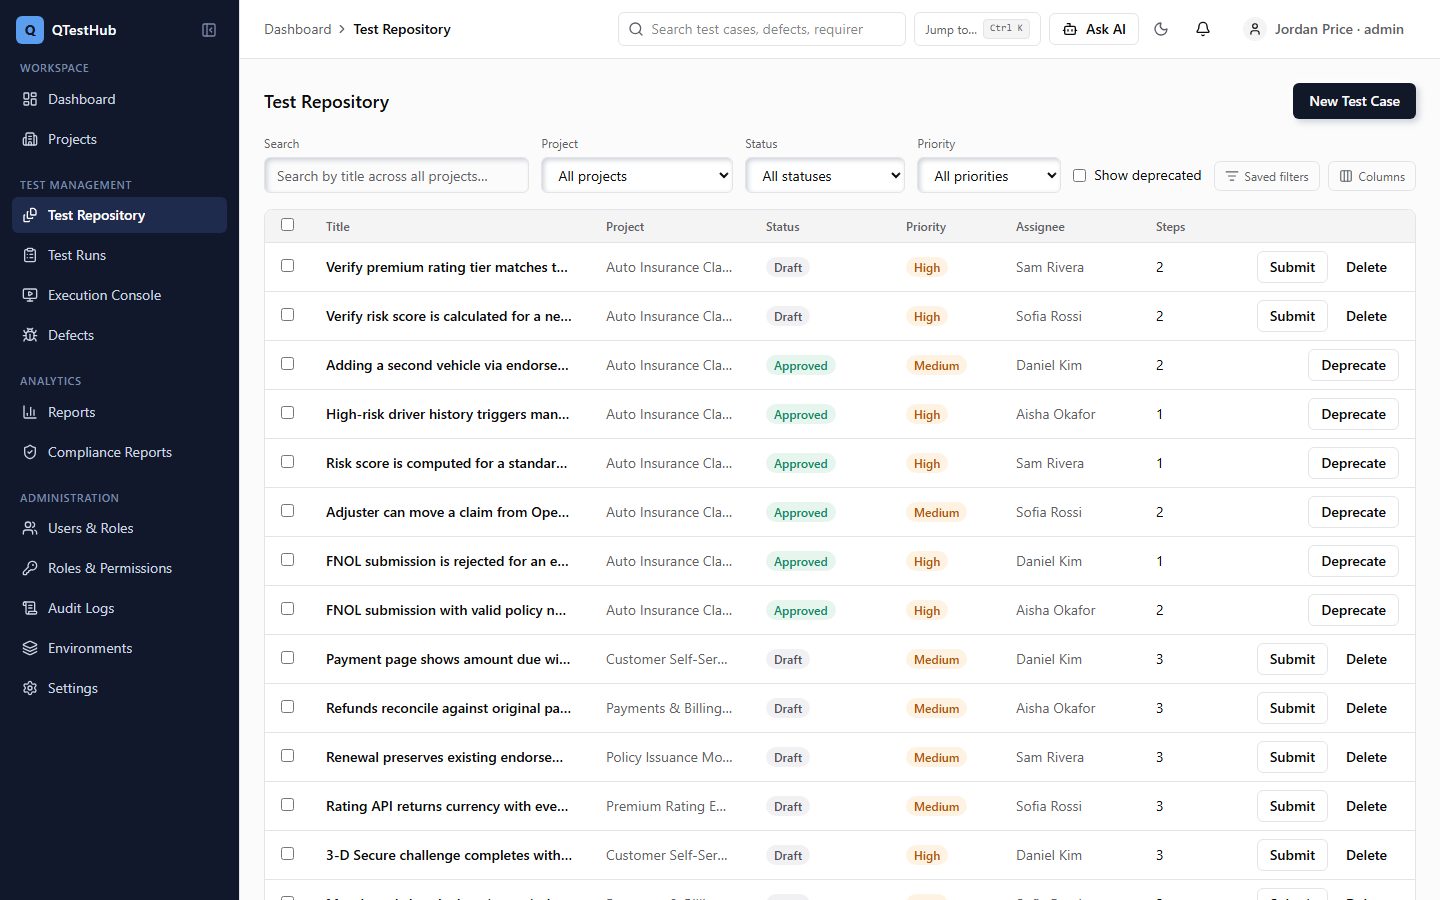 Q QTestHub
WORKSPACE
Dashboard
Projects
TEST MANAGEMENT
Test Repository
Test Runs
Execution Console
Defects
ANALYTICS
Reports
Compliance Reports
ADMINISTRATION
Users & Roles
Roles & Permissions
Audit Logs
Environments
Settings
Dashboard > Test Repository
Search test cases, defects, requirer
Jump to... Ctrl K
Ask AI
Jordan Price · admin
Test Repository
New Test Case
Search Project Status Priority
Search by title across all projects... All projects All statuses All priorities Show deprecated Saved filters Columns
Title Project Status Priority Assignee Steps
Verify premium rating tier matches t... Auto Insurance Cla... Draft High Sam Rivera 2 Submit Delete
Verify risk score is calculated for a ne... Auto Insurance Cla... Draft High Sofia Rossi 2 Submit Delete
Adding a second vehicle via endorse... Auto Insurance Cla... Approved Medium Daniel Kim 2 Deprecate
High-risk driver history triggers man... Auto Insurance Cla... Approved High Aisha Okafor 1 Deprecate
Risk score is computed for a standar... Auto Insurance Cla... Approved High Sam Rivera 1 Deprecate
Adjuster can move a claim from Ope... Auto Insurance Cla... Approved Medium Sofia Rossi 2 Deprecate
FNOL submission is rejected for an e... Auto Insurance Cla... Approved High Daniel Kim 1 Deprecate
FNOL submission with valid policy n... Auto Insurance Cla... Approved High Aisha Okafor 2 Deprecate
Payment page shows amount due wi... Customer Self-Ser... Draft Medium Daniel Kim 3 Submit Delete
Refunds reconcile against original pa... Payments & Billing... Draft Medium Aisha Okafor 3 Submit Delete
Renewal preserves existing endorse... Policy Issuance Mo... Draft Medium Sam Rivera 3 Submit Delete
Rating API returns currency with eve... Premium Rating E... Draft Medium Sofia Rossi 3 Submit Delete
3-D Secure challenge completes with... Customer Self-Ser... Draft High Daniel Kim 3 Submit Delete